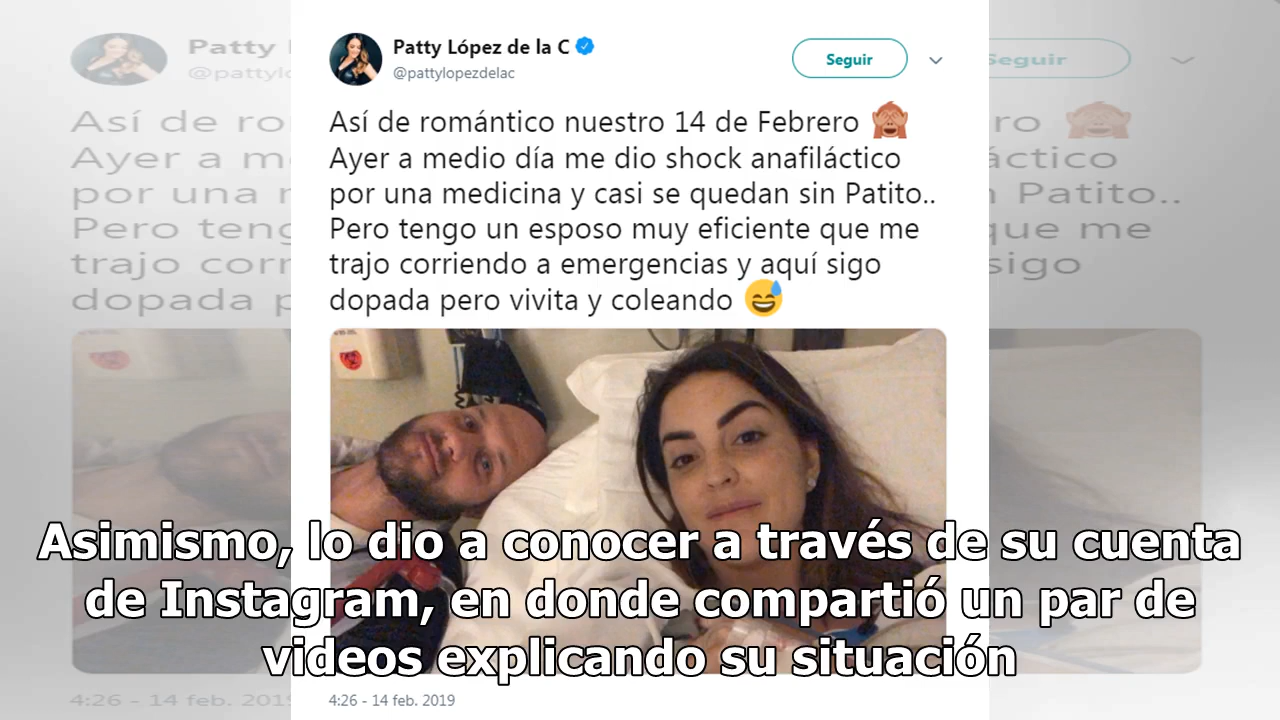 Patty López de la C
@pattylopezdelac
Seguir
Así de romántico nuestro 14 de Febrero 🙈
Ayer a medio día me dio shock anafiláctico
por una medicina y casi se quedan sin Patito..
Pero tengo un esposo muy eficiente que me
trajo corriendo a emergencias y aquí sigo
dopada pero vivita y coleando 😅
Asimismo, lo dio a conocer a través de su cuenta
de Instagram, en donde compartió un par de
videos explicando su situación
4:26 - 14 feb. 2019